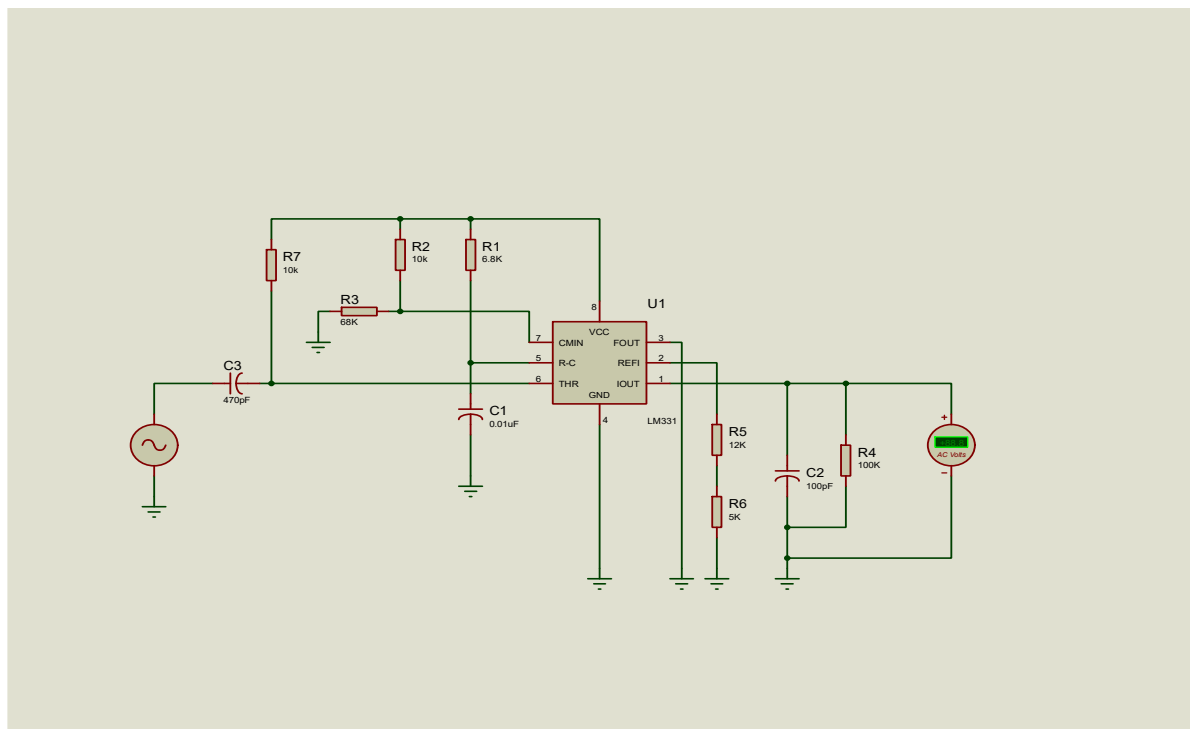 R7
10k
R2
10k
R1
6.8K
R3
68K
C3
470pF
C1
0.01uF
U1
8
VCC
7
CMIN
FOUT
3
5
R-C
REFI
2
6
THR
IOUT
1
GND
4
LM331
R5
12K
R6
5K
C2
100pF
R4
100K
+
AC Volts
−